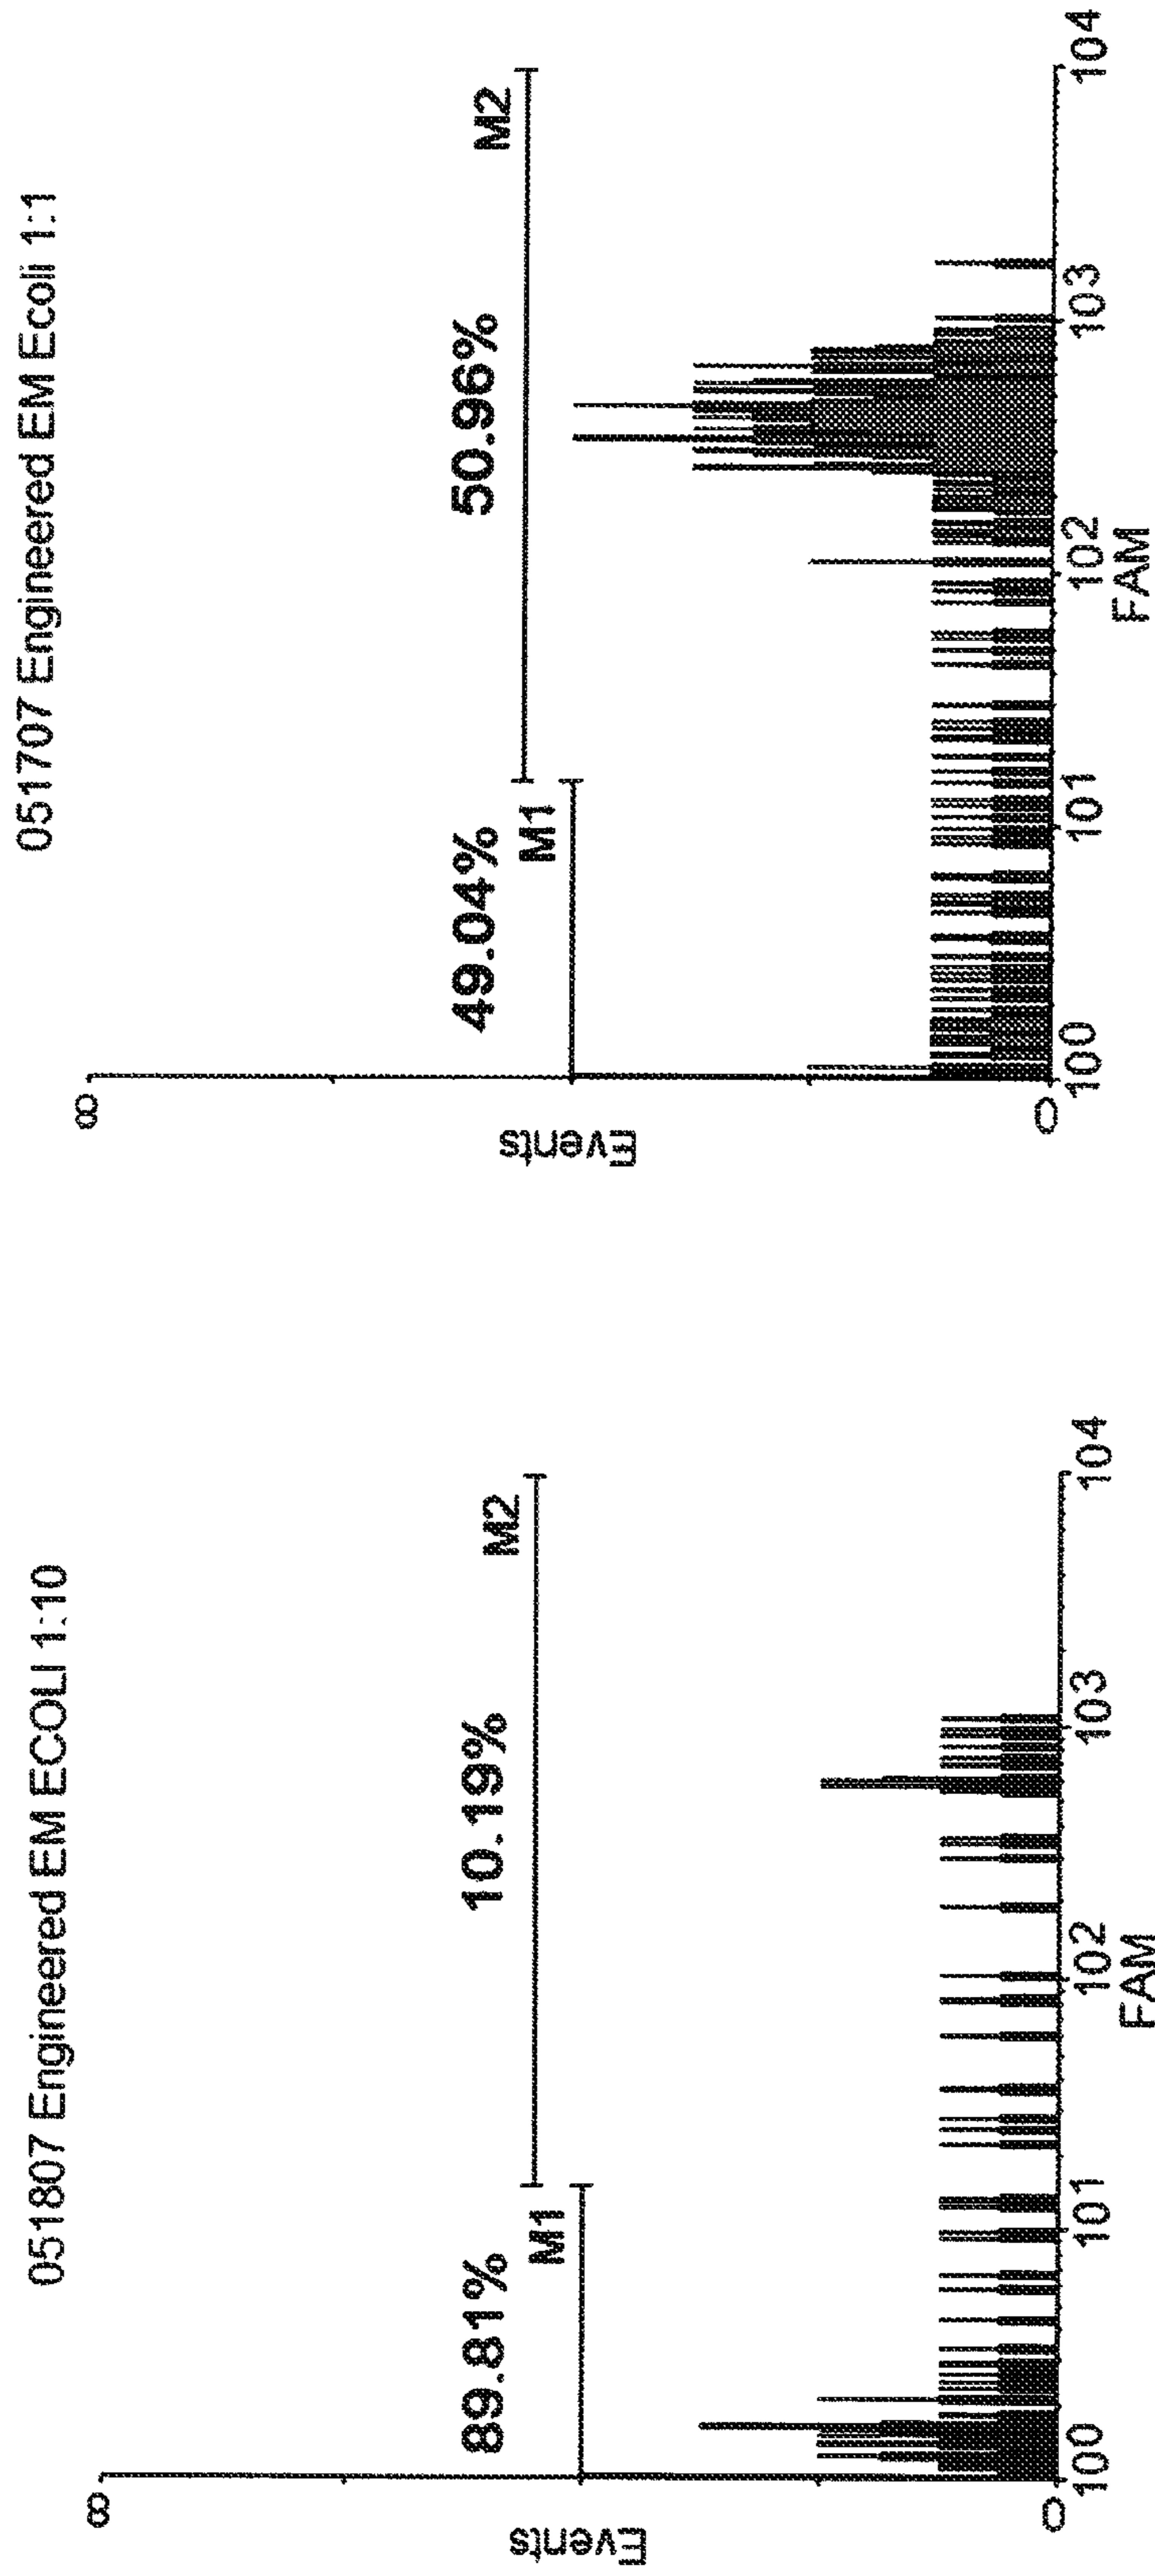 051807 Engineered EM ECOLI 1:10
8
Events
0
89.81%
M1
10.19%
M2
100
101
102
103
104
FAM
051707 Engineered EM Ecoli 1:1
8
Events
0
49.04%
M1
50.96%
M2
100
101
102
103
104
FAM